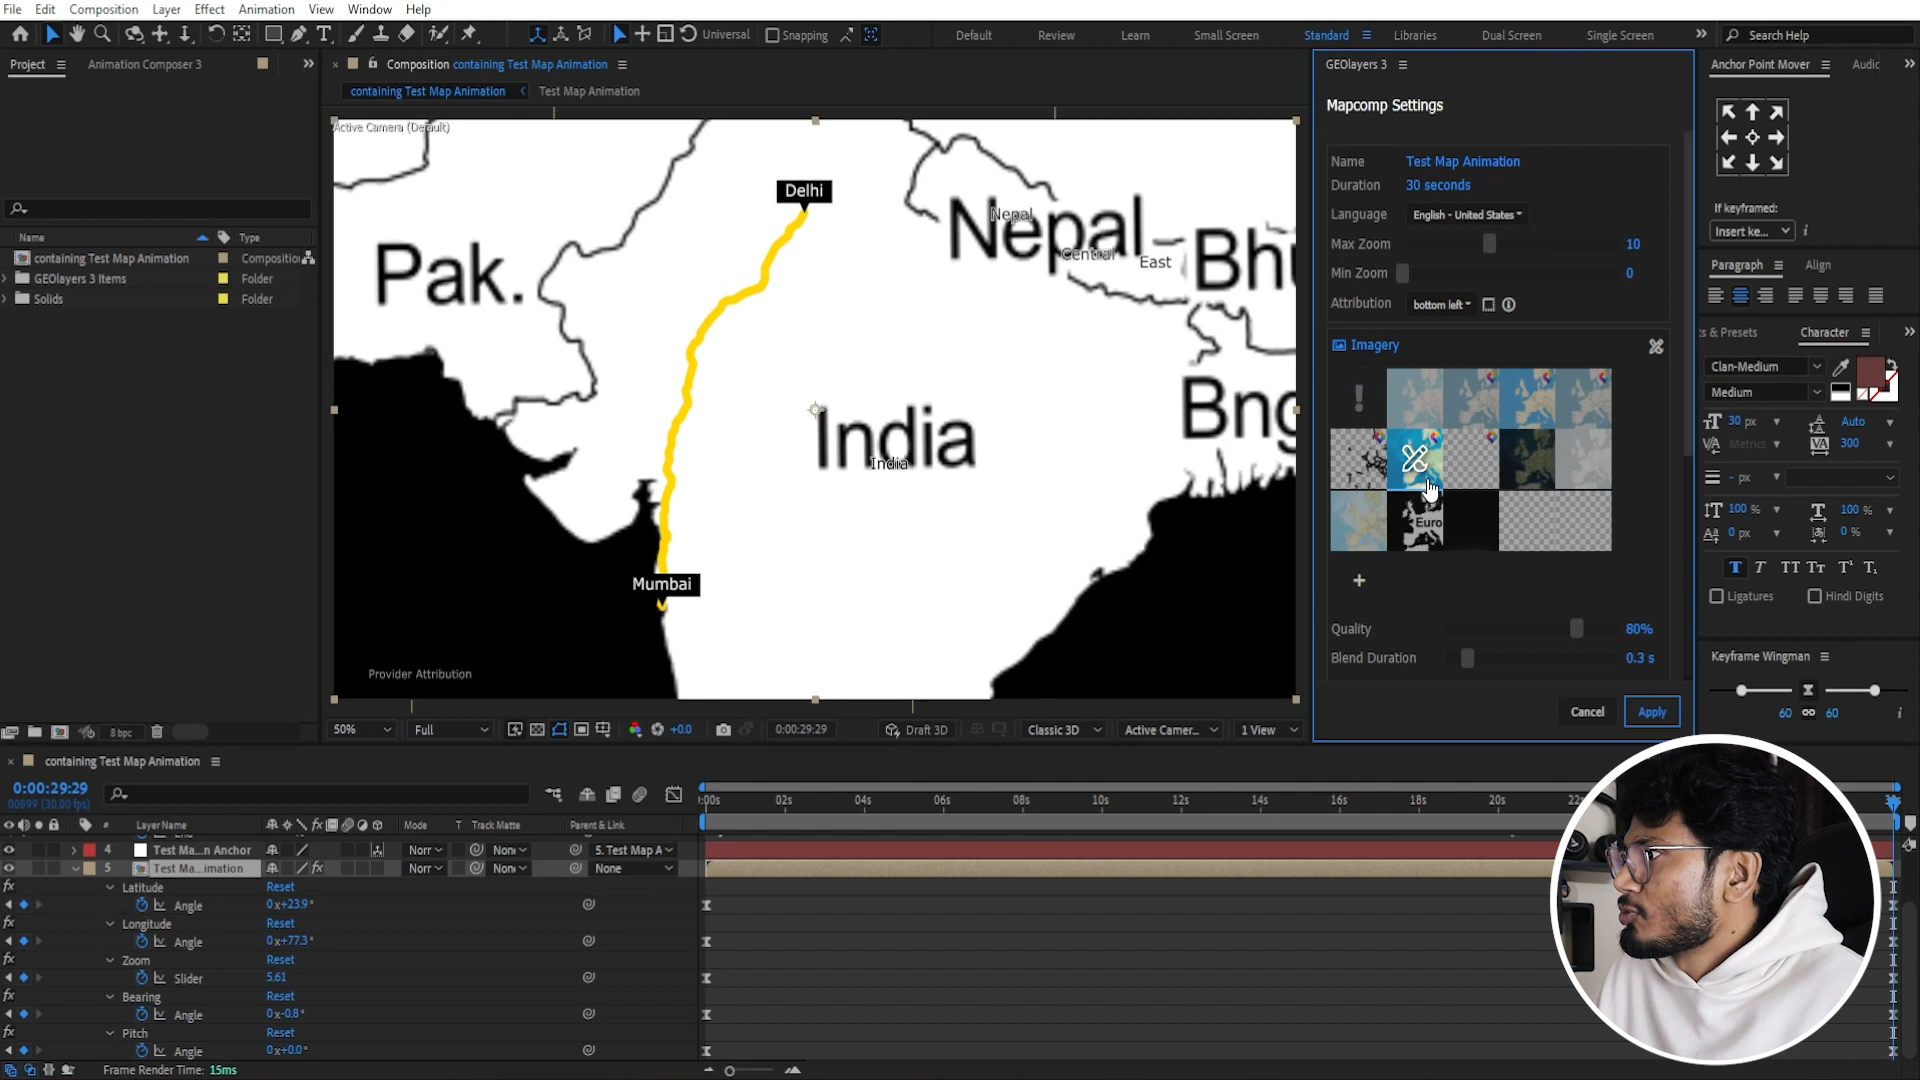 File Edit Composition Layer Effect Animation View Window Help
Universal Snapping Default Review Learn Small Screen Standard Libraries Dual Screen Single Screen Search Help
Project Animation Composer 3
Composition containing Test Map Animation
containing Test Map Animation Test Map Animation
Active Camera (Default)
Name Type
containing Test Map Animation Compositio
GEOlayers 3 Items Folder
Solids Folder
8 bpc
Delhi
Pak.
Nepal
Nepal
Central
East
Bhu
Bng
India
India
Mumbai
Provider Attribution
50% Full +0.0 0:00:29:29 Draft 3D Classic 3D Active Camer... 1 View
GEOlayers 3
Mapcomp Settings
Name Test Map Animation
Duration 30 seconds
Language English - United States
Max Zoom 10
Min Zoom 0
Attribution bottom left
Imagery
Euro
Quality 80%
Blend Duration 0.3 s
Cancel Apply
Anchor Point Mover Audic
If keyframed:
Insert ke...
Paragraph Align
s & Presets Character
Clan-Medium
Medium
30 px Auto
Metrics 300
- px
100 % 100 %
0 px 0 %
T T TT Tt T¹ T₁
Ligatures Hindi Digits
Keyframe Wingman
60 60
containing Test Map Animation
0:00:29:29
00899 (30.00 fps)
# Layer Name Mode T Track Matte Parent & Link
:00s 02s 04s 06s 08s 10s 12s 14s 16s 18s 20s
4 Test Ma...n Anchor Norr None 5. Test Map A
5 Test Ma...imation Norr None None
Latitude Reset
Angle 0x+23.9°
Longitude Reset
Angle 0x+77.3°
Zoom Reset
Slider 5.61
Bearing Reset
Angle 0x-0.8°
Pitch Reset
Angle 0x+0.0°
Frame Render Time: 15ms